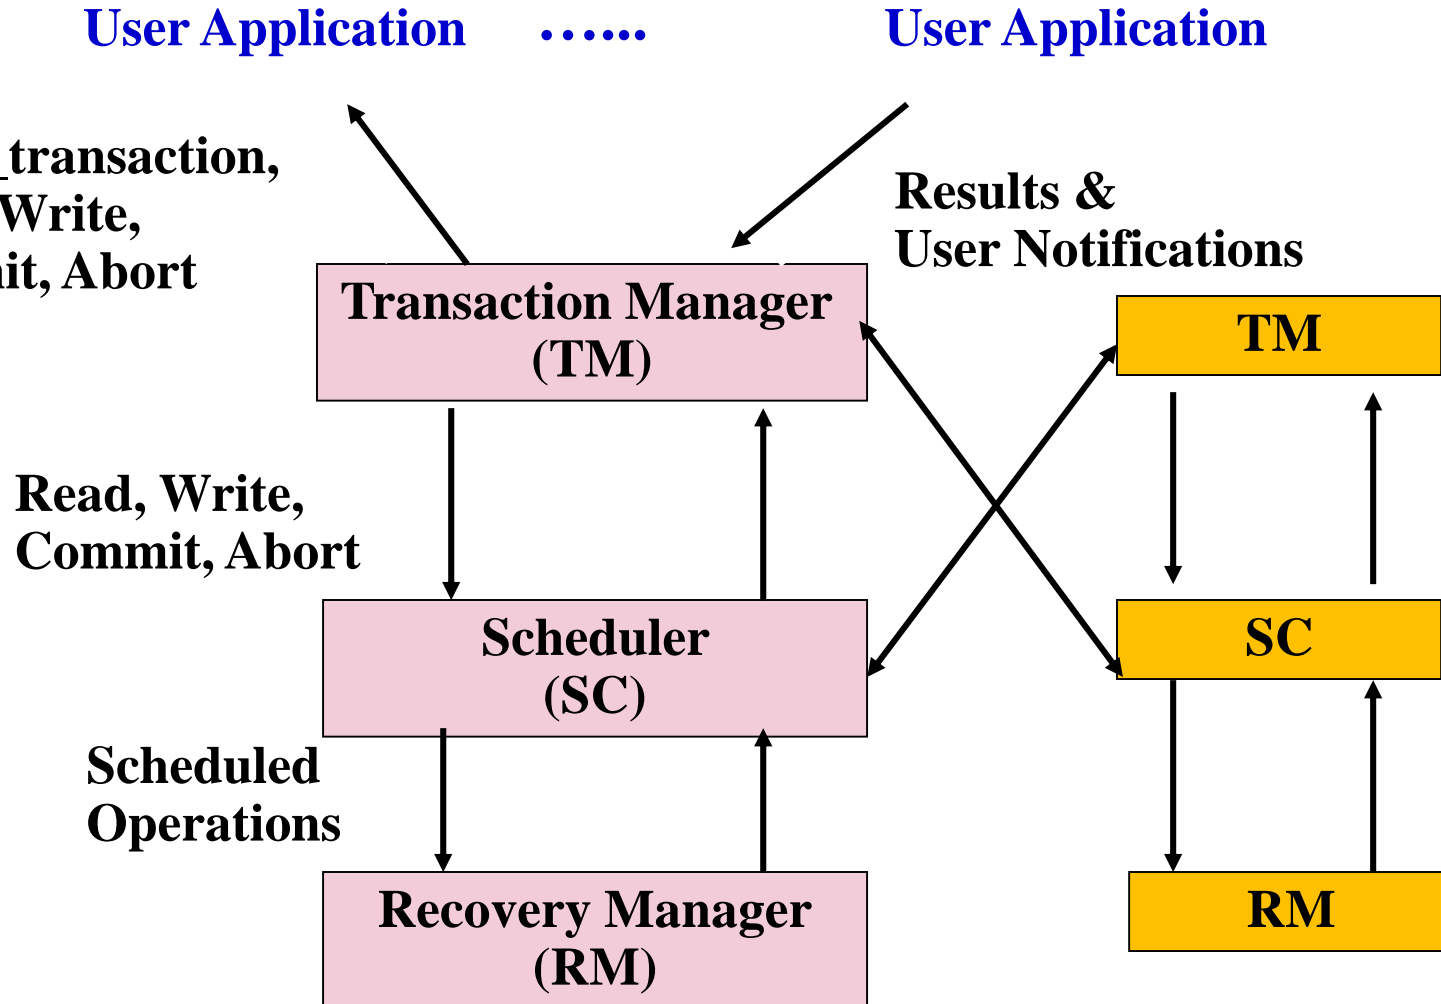 User Application …... User Application
_transaction,
Write,
it, Abort
Results &
User Notifications
Transaction Manager
(TM)
TM
Read, Write,
Commit, Abort
Scheduler
(SC)
SC
Scheduled
Operations
Recovery Manager
(RM)
RM